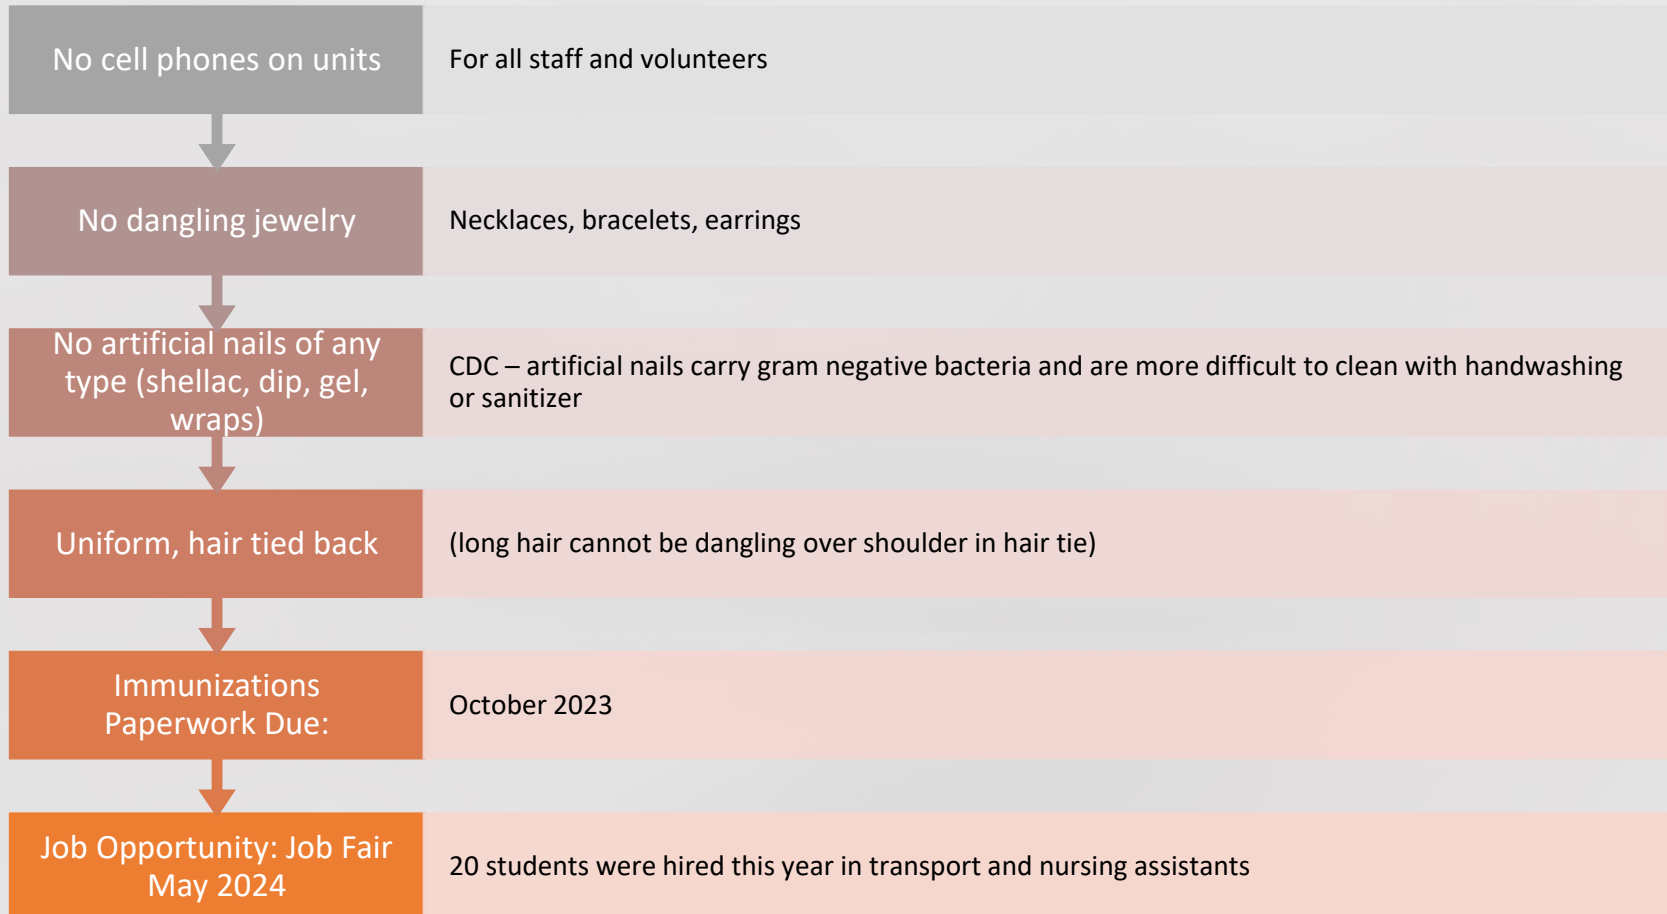 No cell phones on units
For all staff and volunteers
No dangling jewelry
Necklaces, bracelets, earrings
No artificial nails of any
type (shellac, dip, gel,
wraps)
CDC – artificial nails carry gram negative bacteria and are more difficult to clean with handwashing
or sanitizer
Uniform, hair tied back
(long hair cannot be dangling over shoulder in hair tie)
Immunizations
Paperwork Due:
October 2023
Job Opportunity: Job Fair
May 2024
20 students were hired this year in transport and nursing assistants